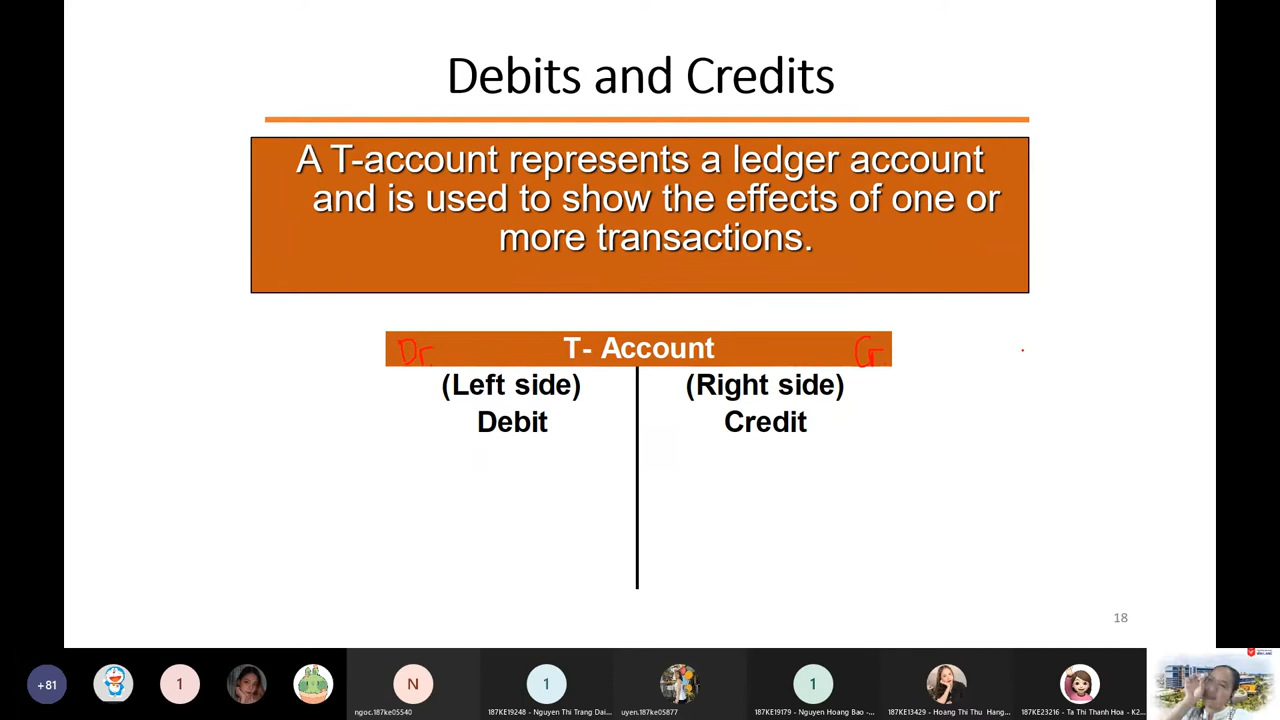 Debits and Credits
A T-account represents a ledger account
and is used to show the effects of one or
more transactions.
Dr. T- Account Cr.
(Left side) (Right side)
Debit Credit
18
+81
1
N
1
1
ngoc.187ke05540
187KE19248 - Nguyen Thi Trang Dai...
uyen.187ke05877
187KE19179 - Nguyen Hoang Bao -...
187KE13429 - Hoang Thi Thu Hang...
187KE23216 - Ta Thi Thanh Hoa - K2...